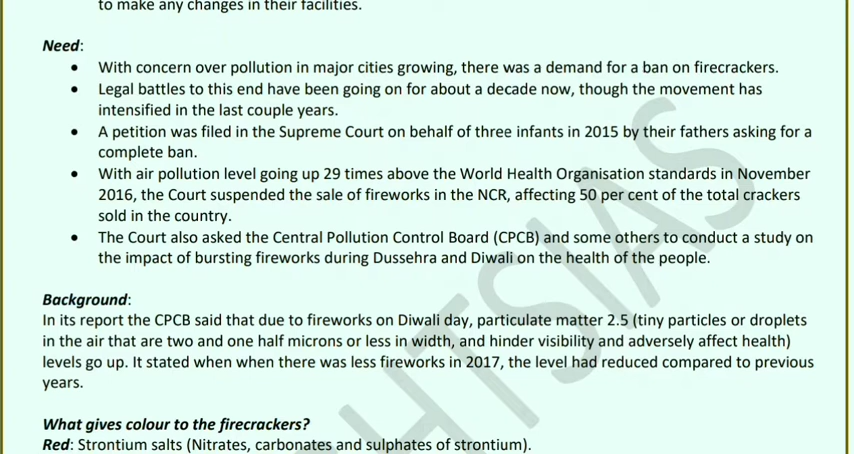 to make any changes in their facilities.
Need:
• With concern over pollution in major cities growing, there was a demand for a ban on firecrackers.
• Legal battles to this end have been going on for about a decade now, though the movement has
intensified in the last couple years.
• A petition was filed in the Supreme Court on behalf of three infants in 2015 by their fathers asking for a
complete ban.
• With air pollution level going up 29 times above the World Health Organisation standards in November
2016, the Court suspended the sale of fireworks in the NCR, affecting 50 per cent of the total crackers
sold in the country.
• The Court also asked the Central Pollution Control Board (CPCB) and some others to conduct a study on
the impact of bursting fireworks during Dussehra and Diwali on the health of the people.
Background:
In its report the CPCB said that due to fireworks on Diwali day, particulate matter 2.5 (tiny particles or droplets
in the air that are two and one half microns or less in width, and hinder visibility and adversely affect health)
levels go up. It stated when when there was less fireworks in 2017, the level had reduced compared to previous
years.
What gives colour to the firecrackers?
Red: Strontium salts (Nitrates, carbonates and sulphates of strontium).
HTSIAS